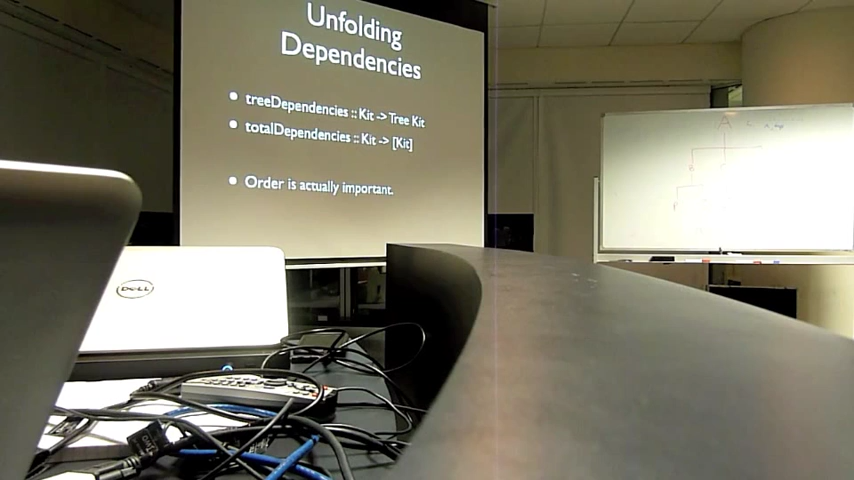 Unfolding
Dependencies
• treeDependencies :: Kit -> Tree Kit
• totalDependencies :: Kit -> [Kit]
• Order is actually important.
A
DELL